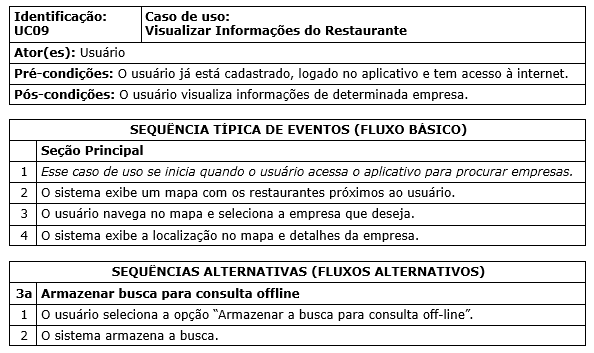 Identificação: Caso de uso:
UC09 Visualizar Informações do Restaurante
Ator(es): Usuário
Pré-condições: O usuário já está cadastrado, logado no aplicativo e tem acesso à internet.
Pós-condições: O usuário visualiza informações de determinada empresa.
SEQUÊNCIA TÍPICA DE EVENTOS (FLUXO BÁSICO)
Seção Principal
1 Esse caso de uso se inicia quando o usuário acessa o aplicativo para procurar empresas.
2 O sistema exibe um mapa com os restaurantes próximos ao usuário.
3 O usuário navega no mapa e seleciona a empresa que deseja.
4 O sistema exibe a localização no mapa e detalhes da empresa.
SEQUÊNCIAS ALTERNATIVAS (FLUXOS ALTERNATIVOS)
3a Armazenar busca para consulta offline
1 O usuário seleciona a opção “Armazenar a busca para consulta off-line”.
2 O sistema armazena a busca.